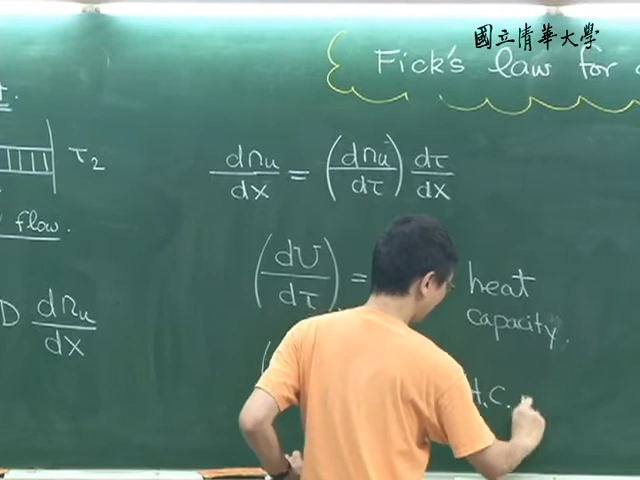 國立清華大學
Fick's law for
t.
τ₂
flow.
D dnᵤ/dx
dnᵤ/dx = (dnᵤ/dτ) dτ/dx
(dU/dτ) =
heat
capacity.
H.C.